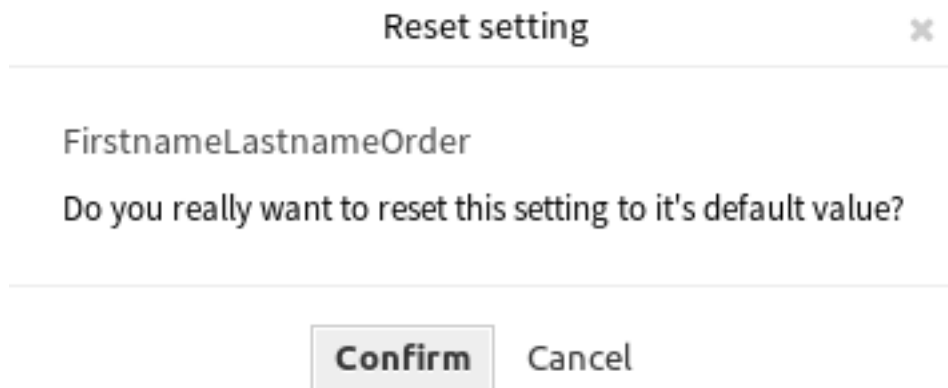 Reset setting
FirstnameLastnameOrder
Do you really want to reset this setting to it's default value?
Confirm Cancel